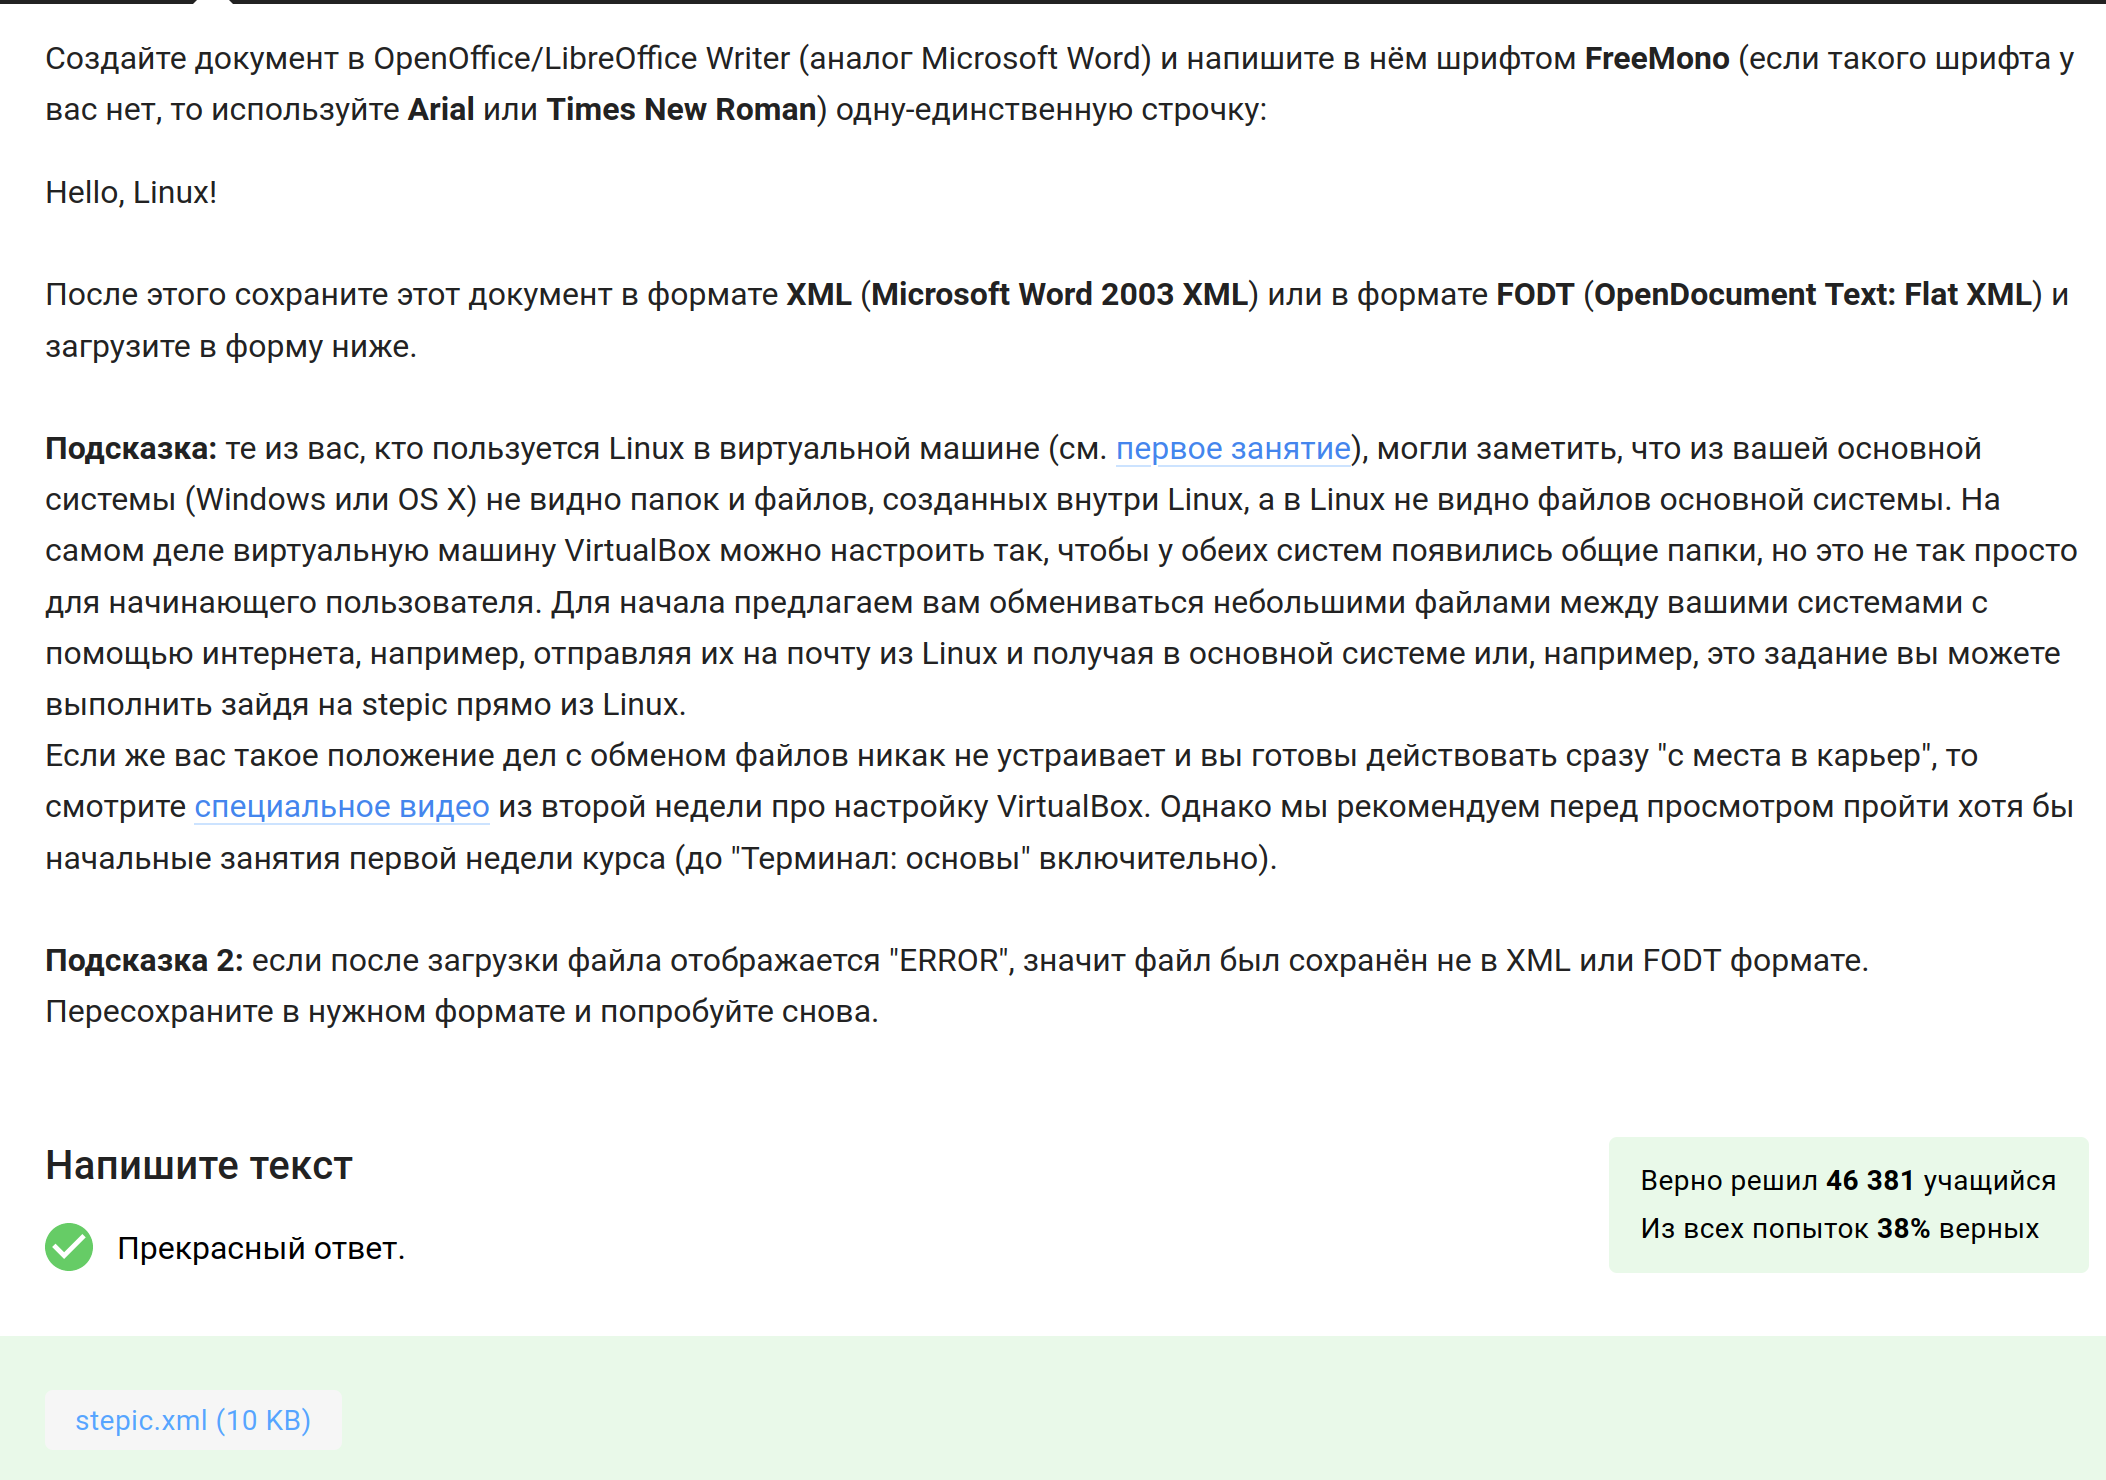 Создайте документ в OpenOffice/LibreOffice Writer (аналог Microsoft Word) и напишите в нём шрифтом FreeMono (если такого шрифта у
вас нет, то используйте Arial или Times New Roman) одну-единственную строчку:
Hello, Linux!
После этого сохраните этот документ в формате XML (Microsoft Word 2003 XML) или в формате FODT (OpenDocument Text: Flat XML) и
загрузите в форму ниже.
Подсказка: те из вас, кто пользуется Linux в виртуальной машине (см. первое занятие), могли заметить, что из вашей основной
системы (Windows или OS X) не видно папок и файлов, созданных внутри Linux, а в Linux не видно файлов основной системы. На
самом деле виртуальную машину VirtualBox можно настроить так, чтобы у обеих систем появились общие папки, но это не так просто
для начинающего пользователя. Для начала предлагаем вам обмениваться небольшими файлами между вашими системами с
помощью интернета, например, отправляя их на почту из Linux и получая в основной системе или, например, это задание вы можете
выполнить зайдя на stepic прямо из Linux.
Если же вас такое положение дел с обменом файлов никак не устраивает и вы готовы действовать сразу "с места в карьер", то
смотрите специальное видео из второй недели про настройку VirtualBox. Однако мы рекомендуем перед просмотром пройти хотя бы
начальные занятия первой недели курса (до "Терминал: основы" включительно).
Подсказка 2: если после загрузки файла отображается "ERROR", значит файл был сохранён не в XML или FODT формате.
Пересохраните в нужном формате и попробуйте снова.
Напишите текст
Верно решил 46 381 учащийся
Из всех попыток 38% верных
Прекрасный ответ.
stepic.xml (10 KB)